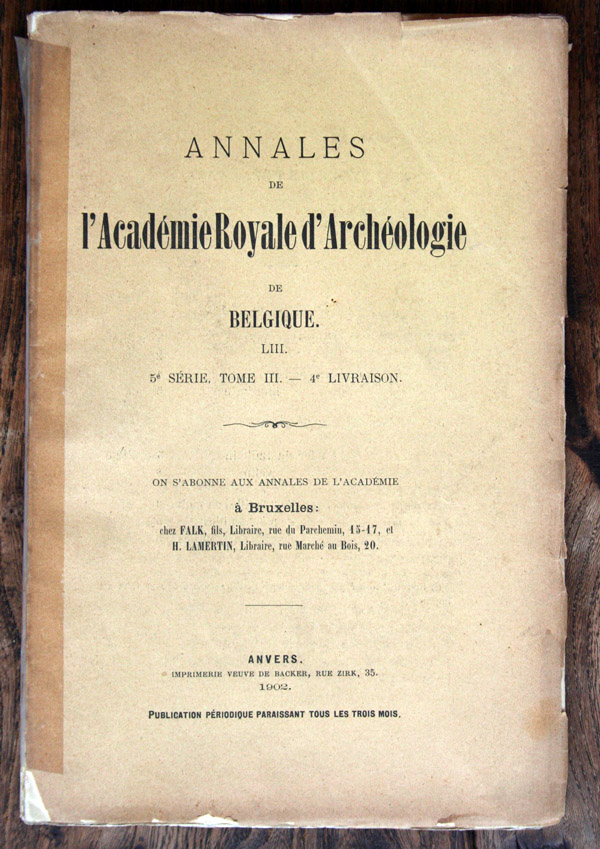 ANNALES
DE
l'Académie Royale d'Archéologie
DE
BELGIQUE.
LIII.
5e SÉRIE. TOME III. — 4e LIVRAISON.
ON S'ABONNE AUX ANNALES DE L'ACADÉMIE
à Bruxelles:
chez FALK, fils, Libraire, rue du Parchemin, 15-17, et
H. LAMERTIN, Libraire, rue Marché au Bois, 20.
ANVERS.
IMPRIMERIE VEUVE DE BACKER, RUE ZIRK, 35.
1902.
PUBLICATION PÉRIODIQUE PARAISSANT TOUS LES TROIS MOIS.